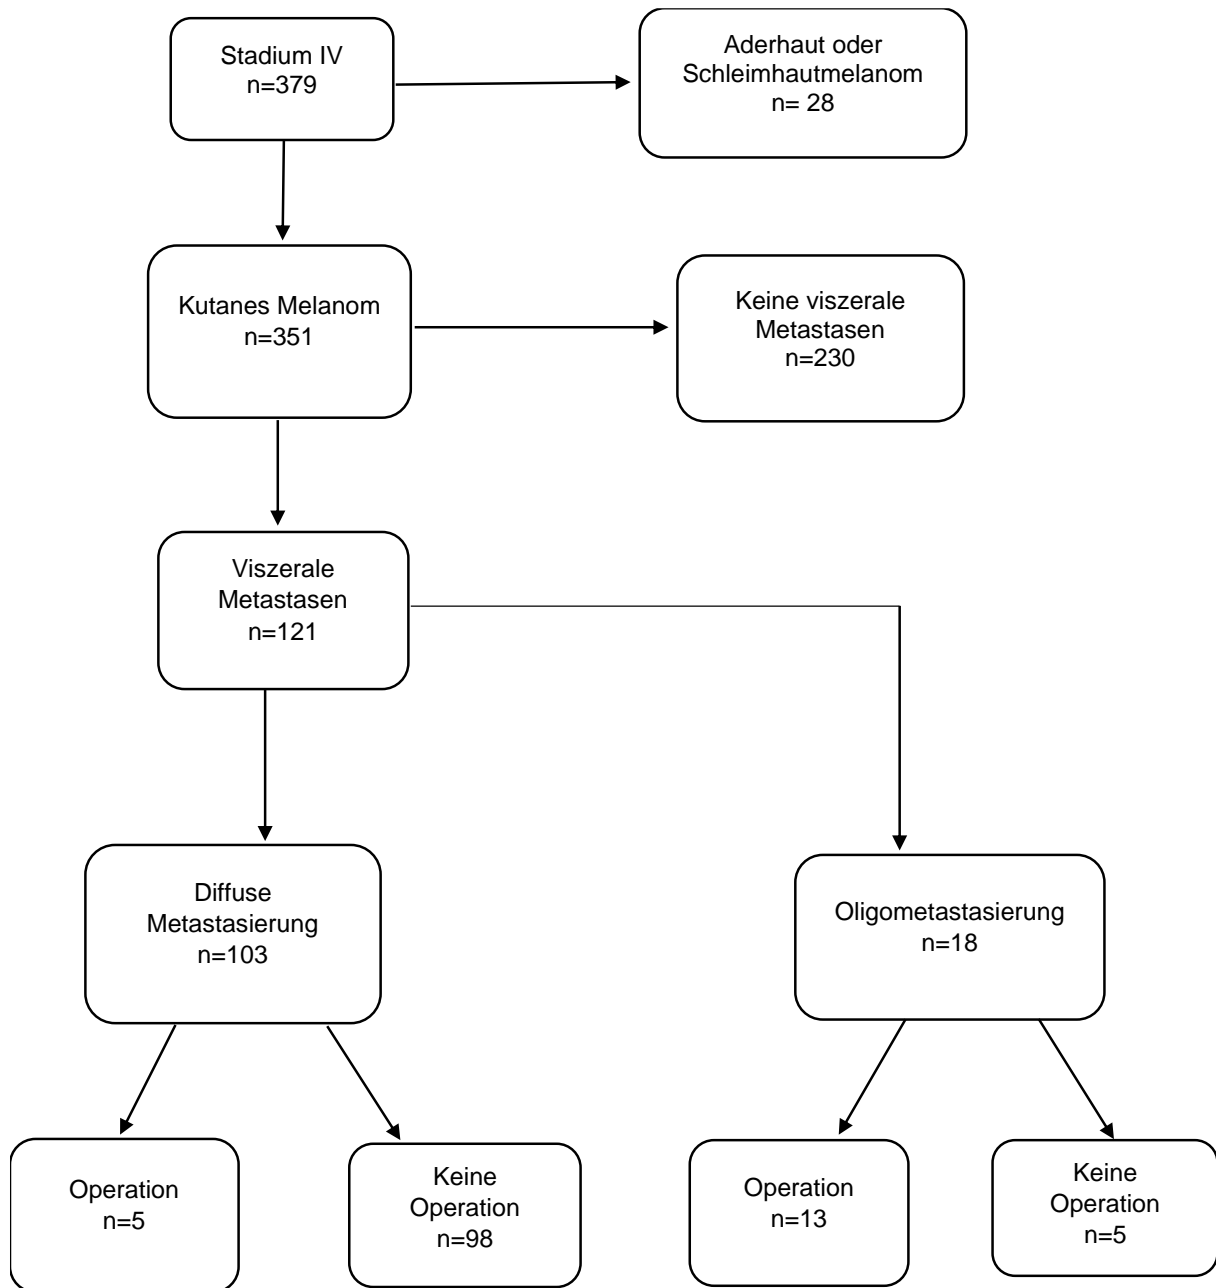 Stadium IV
n=379
Aderhaut oder
Schleimhautmelanom
n= 28
Kutanes Melanom
n=351
Keine viszerale
Metastasen
n=230
Viszerale
Metastasen
n=121
Diffuse
Metastasierung
n=103
Oligometastasierung
n=18
Operation
n=5
Keine
Operation
n=98
Operation
n=13
Keine
Operation
n=5